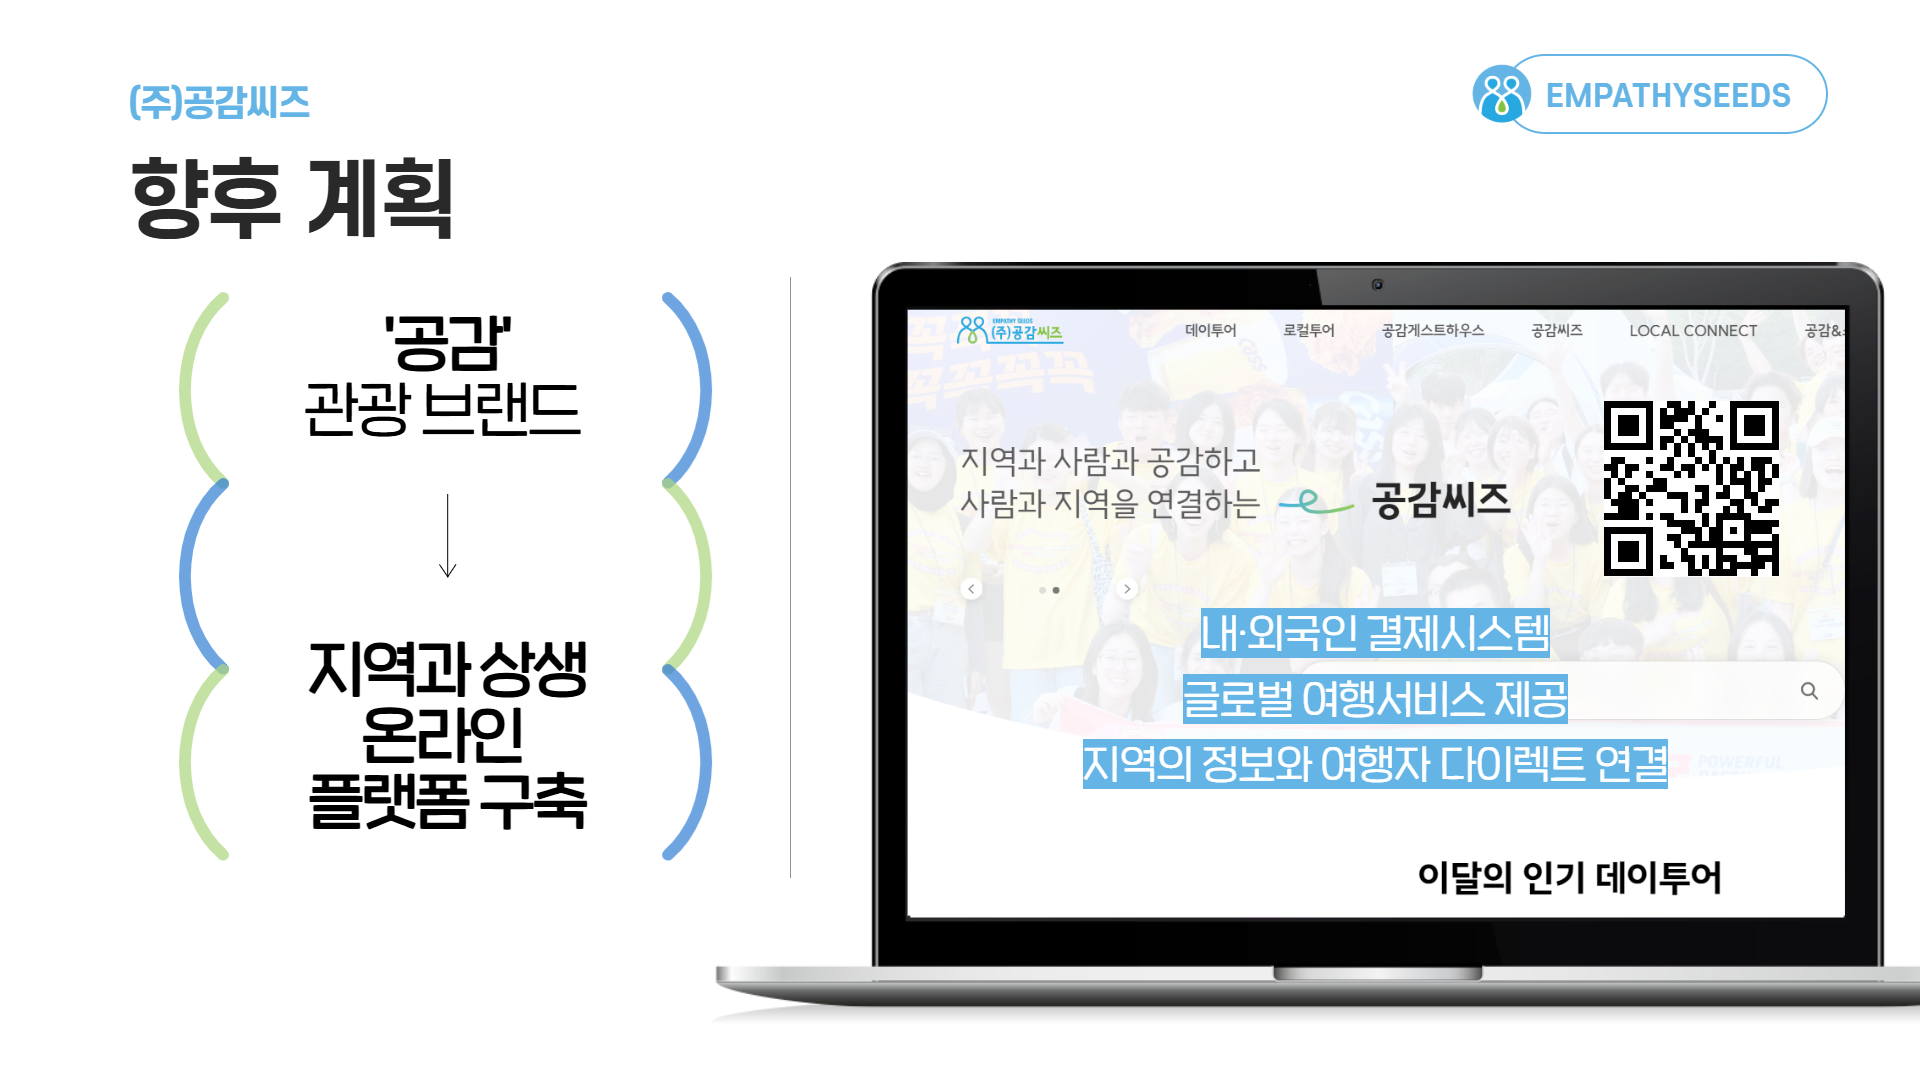 (주)공감씨즈
EMPATHYSEEDS
향후 계획
'공감'
관광 브랜드
지역과 상생
온라인
플랫폼 구축
EMPATHY SEEDS
(주)공감씨즈
데이투어 로컬투어 공감게스트하우스 공감씨즈 LOCAL CONNECT 공감&
지역과 사람과 공감하고
사람과 지역을 연결하는 공감씨즈
내·외국인 결제시스템
글로벌 여행서비스 제공
지역의 정보와 여행자 다이렉트 연결
POWERFUL
이달의 인기 데이투어